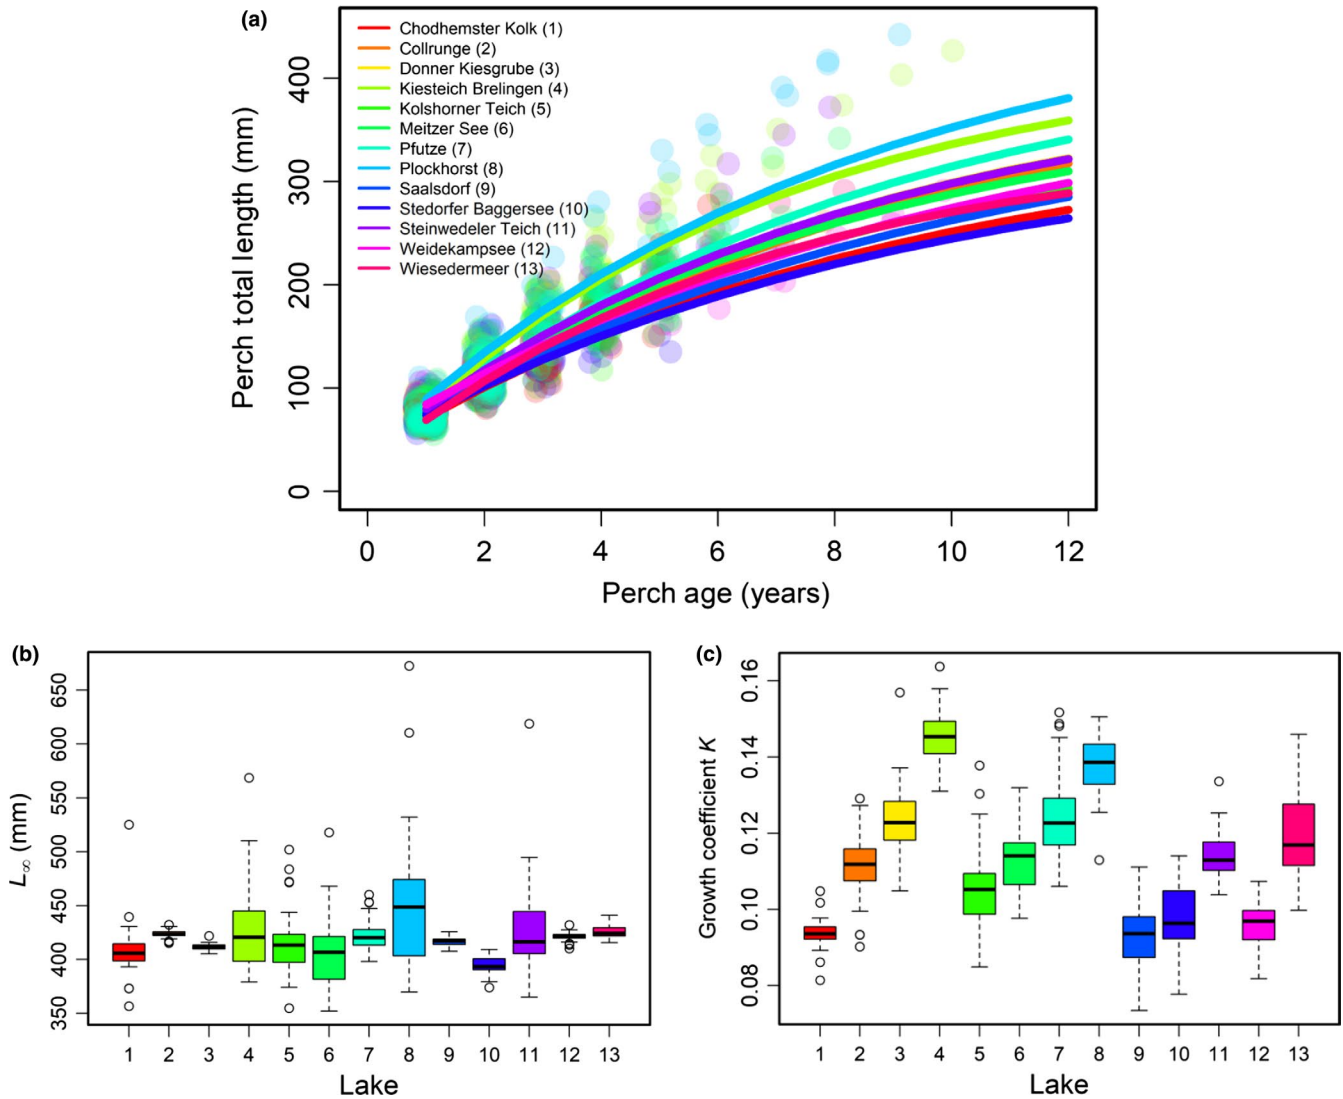 (a)
Chodhemster Kolk (1)
Collrunge (2)
Donner Kiesgrube (3)
Kiesteich Brelingen (4)
Kolshorner Teich (5)
Meitzer See (6)
Pfutze (7)
Plockhorst (8)
Saalsdorf (9)
Stedorfer Baggersee (10)
Steinwedeler Teich (11)
Weidekampsee (12)
Wiesedermeer (13)
Perch total length (mm)
400
300
200
100
0
0 2 4 6 8 10 12
Perch age (years)
(b)
L∞ (mm)
650
600
550
500
450
400
350
1 2 3 4 5 6 7 8 9 10 11 12 13
Lake
(c)
Growth coefficient K
0.16
0.14
0.12
0.10
0.08
1 2 3 4 5 6 7 8 9 10 11 12 13
Lake